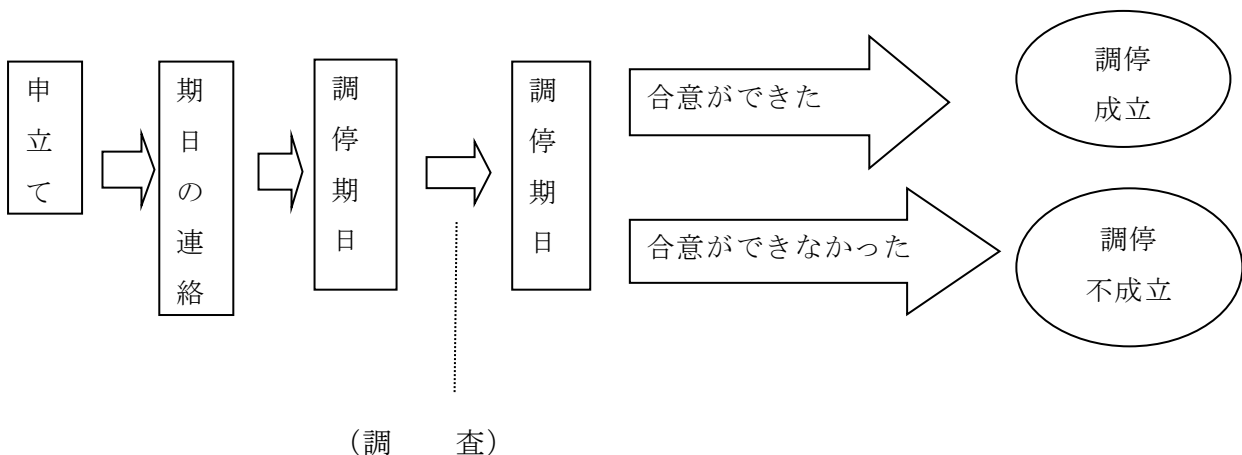 申立て
期日の連絡
調停期日
調停期日
合意ができた
調停
成立
合意ができなかった
調停
不成立
（調　　査）